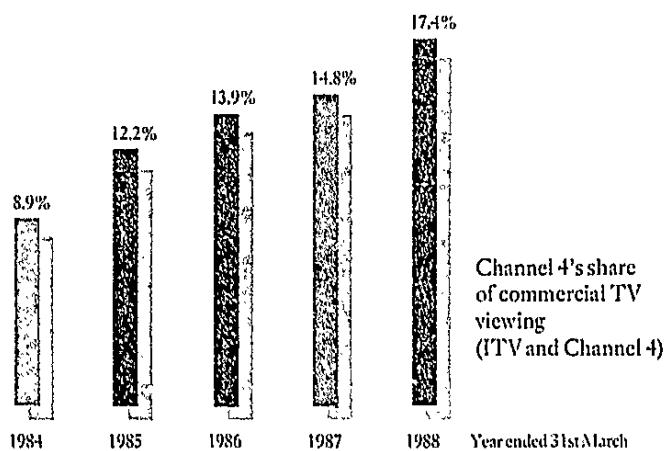 17.4%
14.8%
13.9%
12.2%
8.9%
Channel 4's share
of commercial TV
viewing
(ITV and Channel 4)
1984 1985 1986 1987 1988 Year ended 31st March